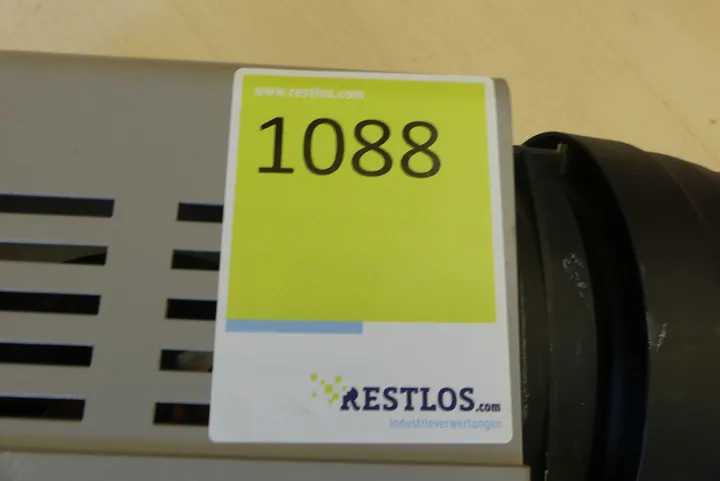 www.restlos.com
1088
RESTLOS.com
Industrieverwertungen